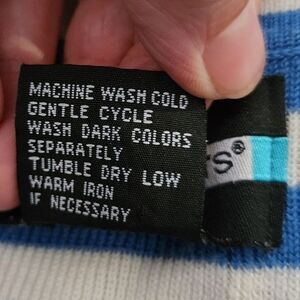 MACHINE WASH COLD
GENTLE CYCLE
WASH DARK COLORS
SEPARATELY
TUMBLE DRY LOW
WARM IRON
IF NECESSARY